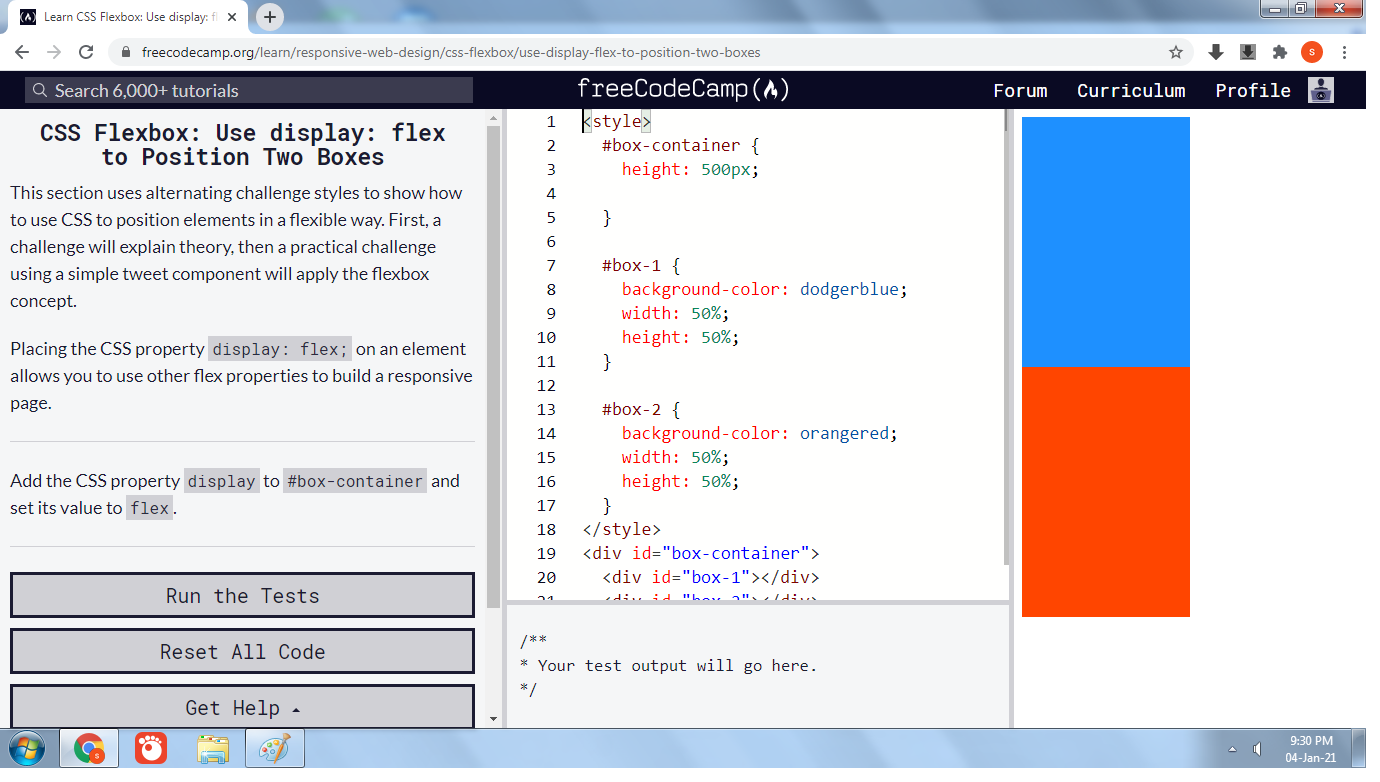 Learn CSS Flexbox: Use display: fl
freecodecamp.org/learn/responsive-web-design/css-flexbox/use-display-flex-to-position-two-boxes
S
Search 6,000+ tutorials
freeCodeCamp
Forum
Curriculum
Profile
CSS Flexbox: Use display: flex
to Position Two Boxes
This section uses alternating challenge styles to show how
to use CSS to position elements in a flexible way. First, a
challenge will explain theory, then a practical challenge
using a simple tweet component will apply the flexbox
concept.
Placing the CSS property display: flex; on an element
allows you to use other flex properties to build a responsive
page.
Add the CSS property display to #box-container and
set its value to flex.
Run the Tests
Reset All Code
Get Help
1 <style>
2 #box-container {
3 height: 500px;
4
5 }
6
7 #box-1 {
8 background-color: dodgerblue;
9 width: 50%;
10 height: 50%;
11 }
12
13 #box-2 {
14 background-color: orangered;
15 width: 50%;
16 height: 50%;
17 }
18 </style>
19 <div id="box-container">
20 <div id="box-1"></div>
21 <div id="box-2"></div>
/**
* Your test output will go here.
*/
9:30 PM
04-Jan-21